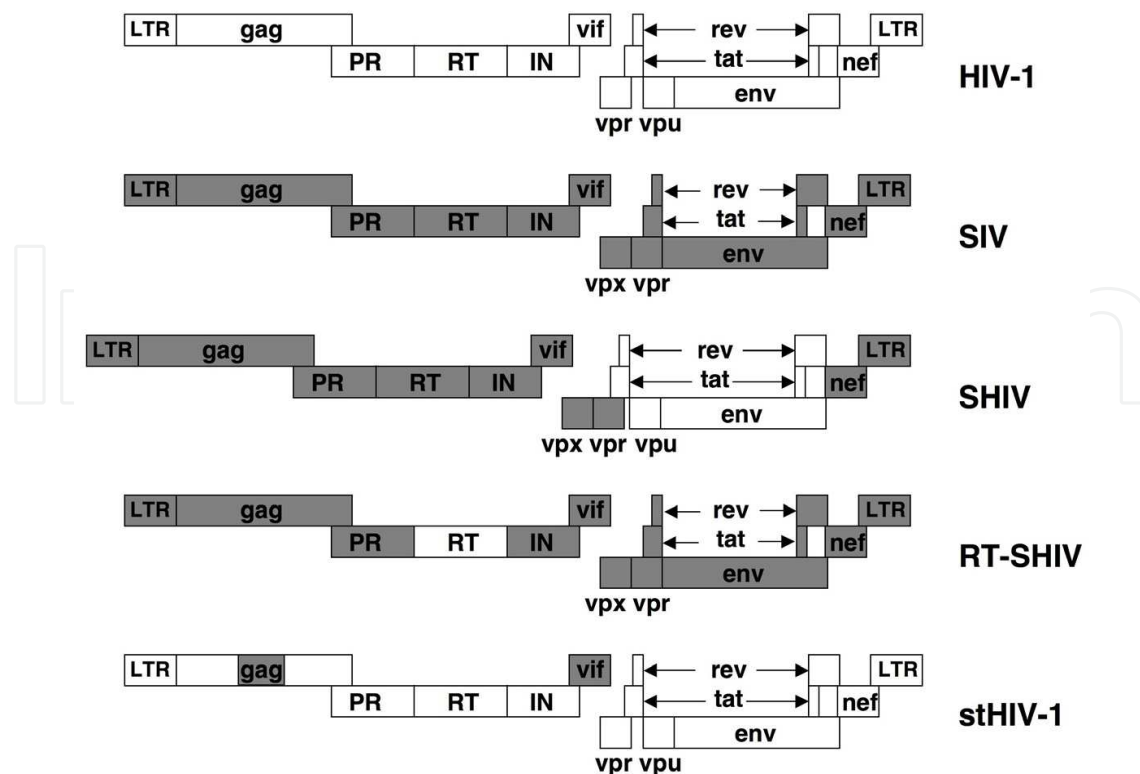 LTR gag vif rev LTR
PR RT IN tat nef
HIV-1
env
vpr vpu
LTR gag vif rev LTR
PR RT IN tat nef
SIV
env
vpx vpr
LTR gag vif rev LTR
PR RT IN tat nef
SHIV
env
vpx vpr vpu
LTR gag vif rev LTR
PR RT IN tat nef
RT-SHIV
env
vpx vpr
LTR gag vif rev LTR
PR RT IN tat nef
stHIV-1
env
vpr vpu